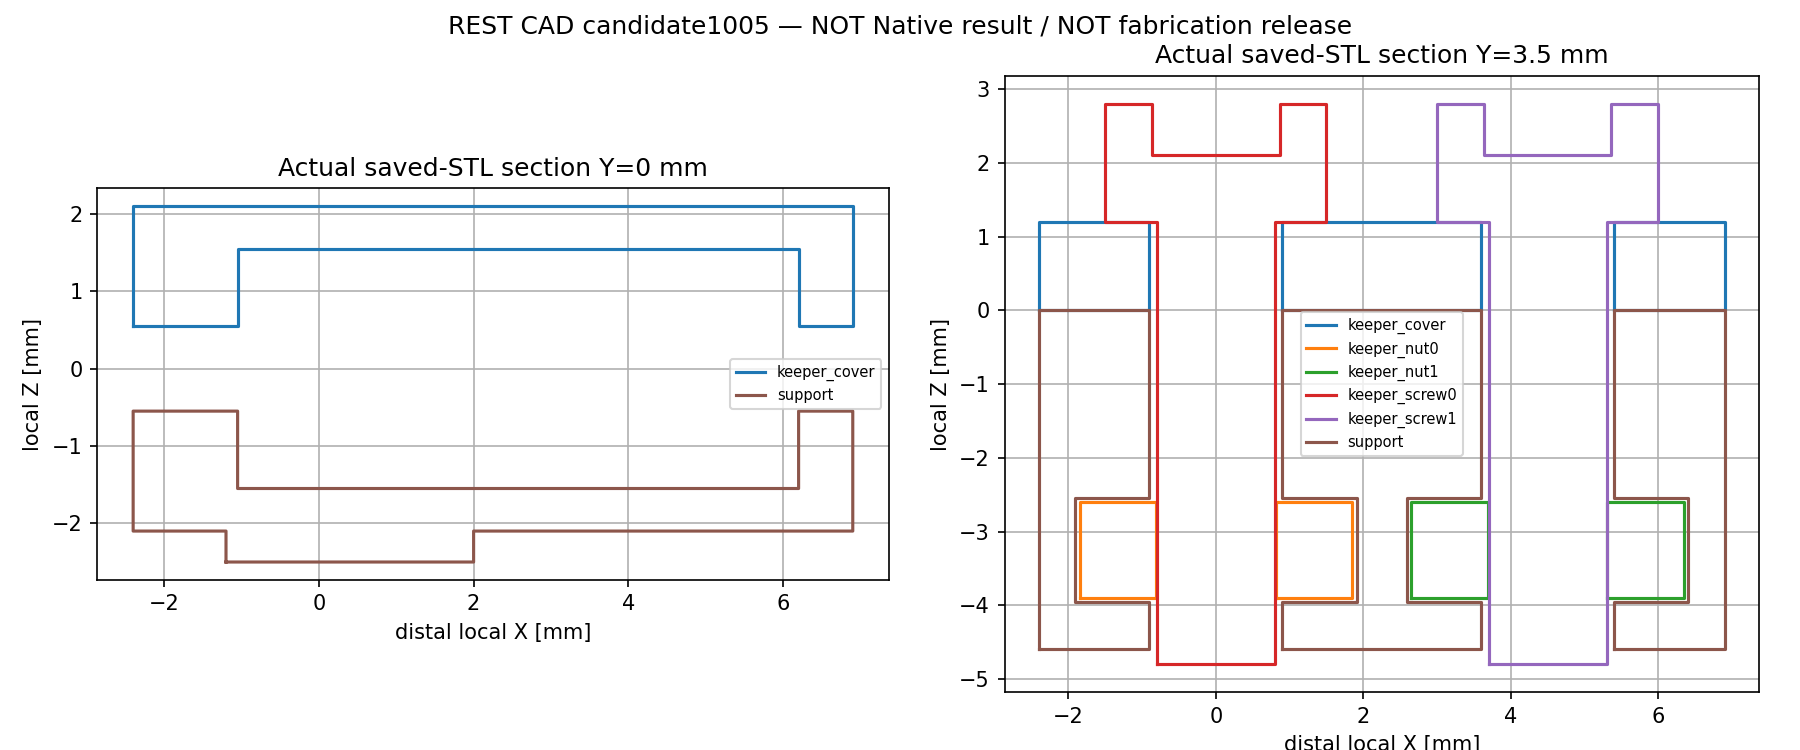 REST CAD candidate1005 — NOT Native result / NOT fabrication release
Actual saved-STL section Y=0 mm
2
1
0
−1
−2
local Z [mm]
keeper_cover
support
−2
0
2
4
6
distal local X [mm]
Actual saved-STL section Y=3.5 mm
3
2
1
0
−1
−2
−3
−4
−5
local Z [mm]
keeper_cover
keeper_nut0
keeper_nut1
keeper_screw0
keeper_screw1
support
−2
0
2
4
6
distal local X [mm]